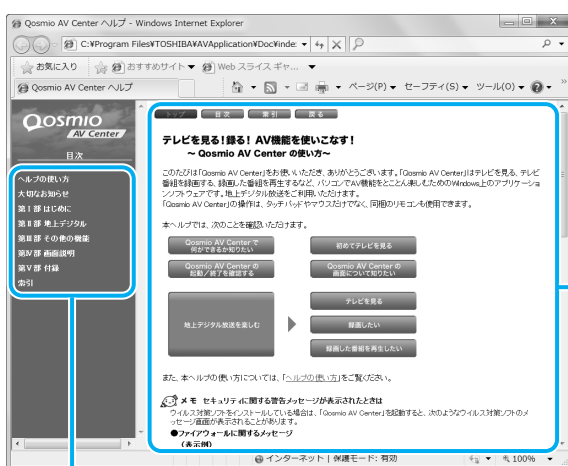 Qosmio AV Center ヘルプ - Windows Internet Explorer
C:¥Program Files¥TOSHIBA¥AVApplication¥Doc¥inde:
お気に入り おすすめサイト▼ Web スライス ギャ... ▼
Qosmio AV Center ヘルプ
ページ(P) ▼ セーフティ(S) ▼ ツール(O) ▼
Qosmio
AV Center
目次
ヘルプの使い方
大切なお知らせ
第Ⅰ部 はじめに
第Ⅱ部 地上デジタル
第Ⅲ部 その他の機能
第Ⅳ部 画面説明
第Ⅴ部 付録
索引
トップ 目次 索引 戻る
テレビを見る!録る! AV機能を使いこなす!
~ Qosmio AV Center の使い方~
このたびは「Qosmio AV Center」をお使いいただき、ありがとうございます。「Qosmio AV Center」はテレビを見る、テレビ
番組を録画する、録画した番組を再生するなど、パソコンでAV機能をとことん楽しむためのWindows上のアプリケーショ
ンソフトウェアです。地上デジタル放送をご利用いただけます。
「Qosmio AV Center」の操作は、タッチパッドやマウスだけでなく、同梱のリモコンも使用できます。
本ヘルプでは、次のことを確認いただけます。
Qosmio AV Center で
何ができるか知りたい
初めてテレビを見る
Qosmio AV Center の
起動/終了を確認する
Qosmio AV Center の
画面について知りたい
地上デジタル放送を楽しむ
テレビを見る
録画したい
録画した番組を再生したい
また、本ヘルプの使い方については、「ヘルプの使い方」をご覧ください。
メモ セキュリティに関する警告メッセージが表示されたときは
ウイルス対策ソフトをインストールしている場合は、「Qosmio AV Center」を起動すると、次のようなウイルス対策ソフトのメ
ッセージ画面が表示されることがあります。
●ファイアウォールに関するメッセージ
(表示例)
インターネット | 保護モード: 有効
100%